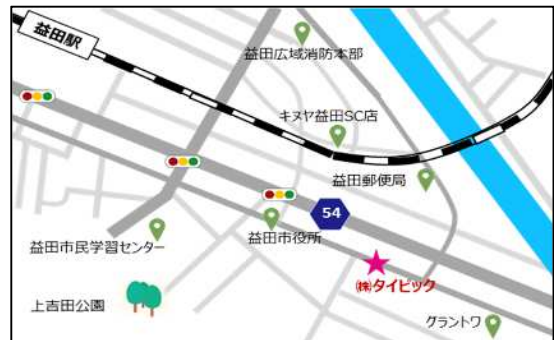 益田駅
益田広域消防本部
キヌヤ益田SC店
益田郵便局
54
益田市民学習センター
益田市役所
㈱タイピック
上吉田公園
グラントワ